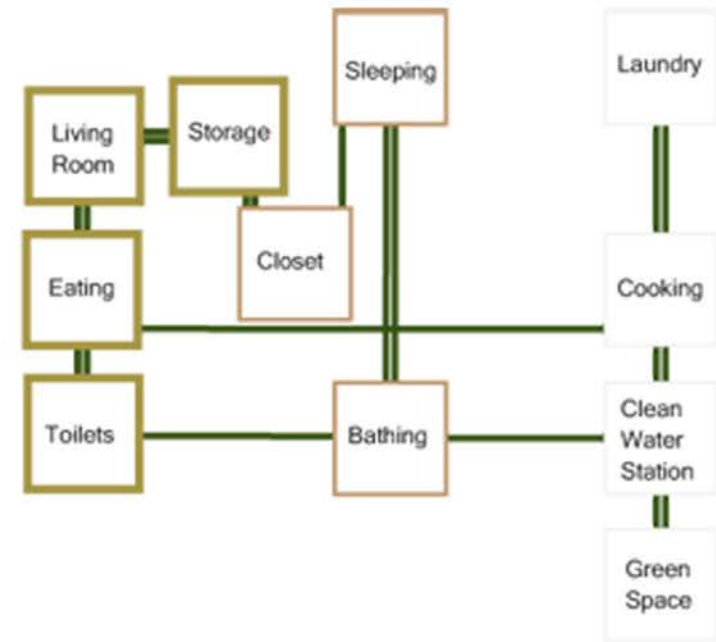 Sleeping
Laundry
Living
Room
Storage
Closet
Eating
Cooking
Toilets
Bathing
Clean
Water
Station
Green
Space